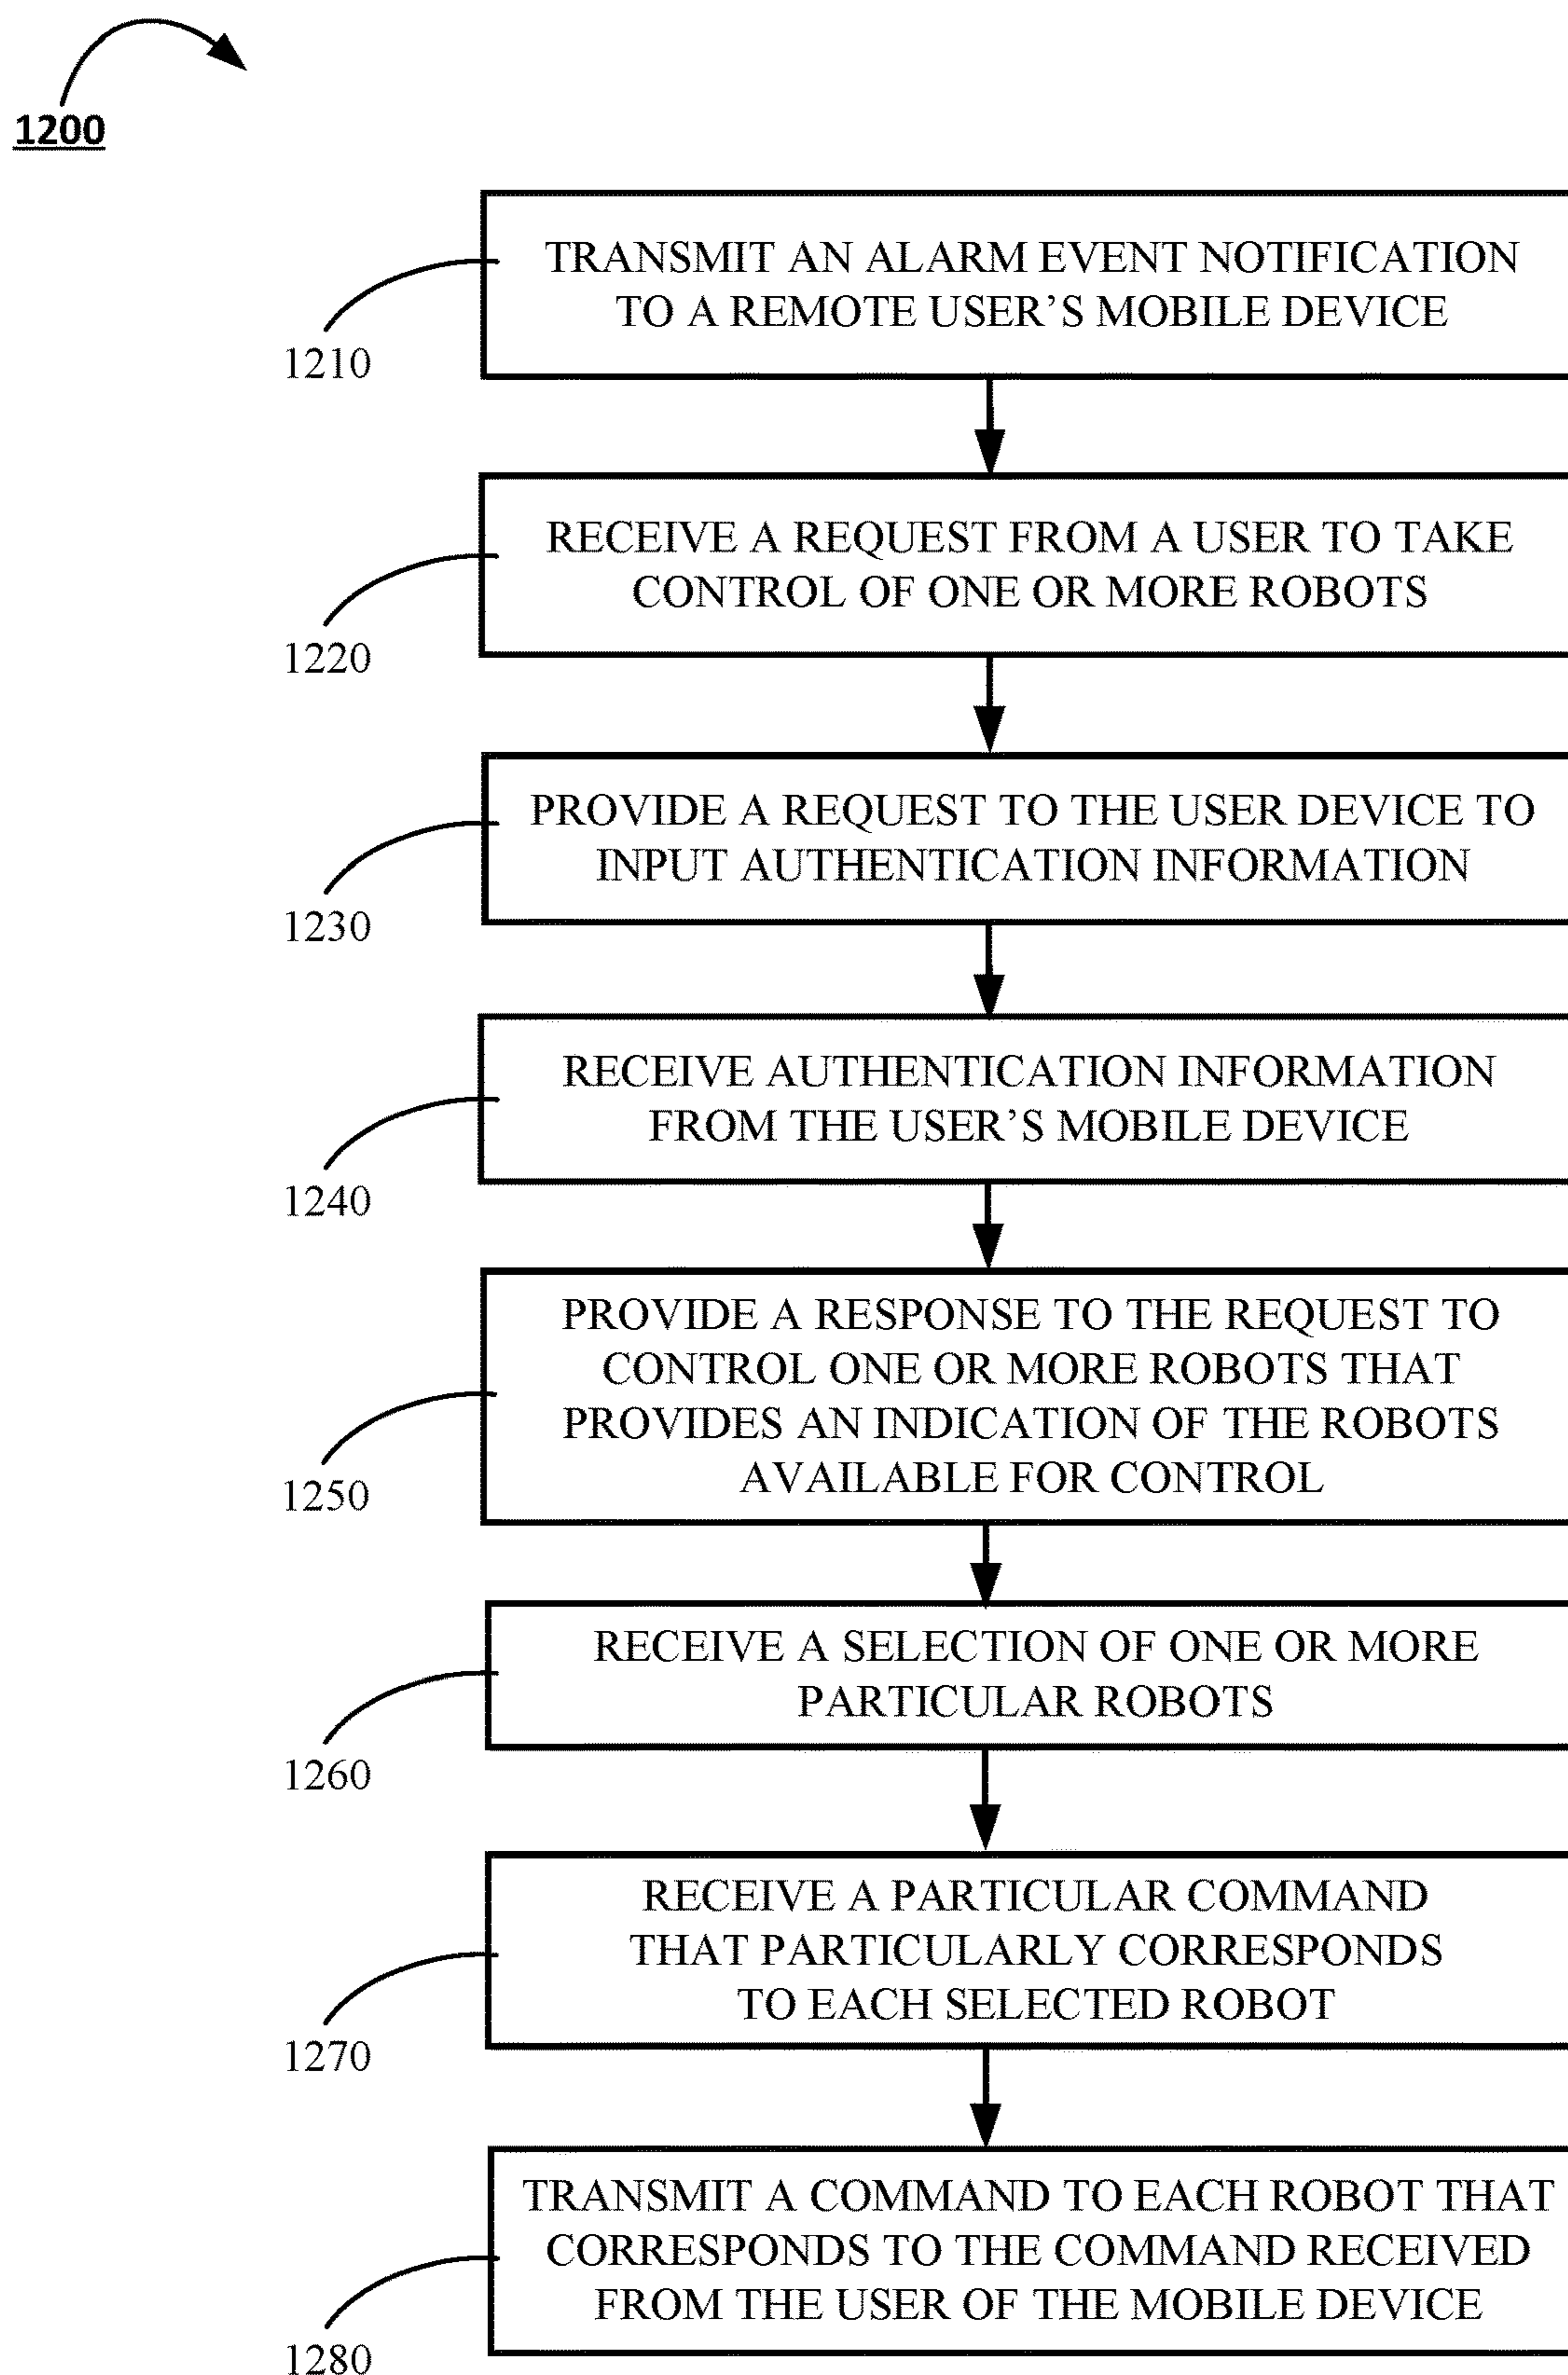 1200
TRANSMIT AN ALARM EVENT NOTIFICATION
TO A REMOTE USER'S MOBILE DEVICE
1210
RECEIVE A REQUEST FROM A USER TO TAKE
CONTROL OF ONE OR MORE ROBOTS
1220
PROVIDE A REQUEST TO THE USER DEVICE TO
INPUT AUTHENTICATION INFORMATION
1230
RECEIVE AUTHENTICATION INFORMATION
FROM THE USER'S MOBILE DEVICE
1240
PROVIDE A RESPONSE TO THE REQUEST TO
CONTROL ONE OR MORE ROBOTS THAT
PROVIDES AN INDICATION OF THE ROBOTS
AVAILABLE FOR CONTROL
1250
RECEIVE A SELECTION OF ONE OR MORE
PARTICULAR ROBOTS
1260
RECEIVE A PARTICULAR COMMAND
THAT PARTICULARLY CORRESPONDS
TO EACH SELECTED ROBOT
1270
TRANSMIT A COMMAND TO EACH ROBOT THAT
CORRESPONDS TO THE COMMAND RECEIVED
FROM THE USER OF THE MOBILE DEVICE
1280